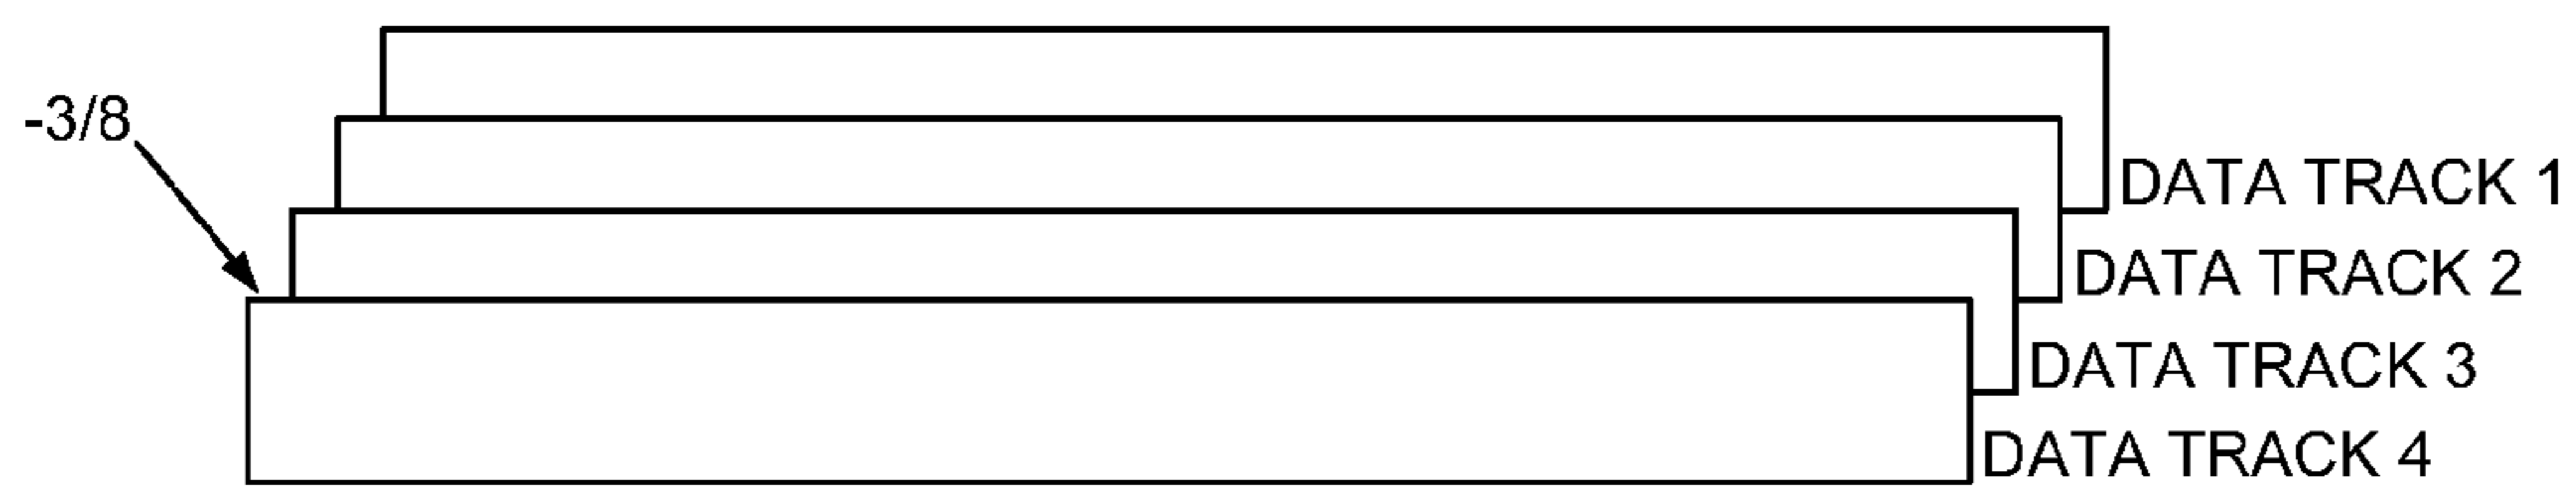 -3/8
DATA TRACK 1
DATA TRACK 2
DATA TRACK 3
DATA TRACK 4